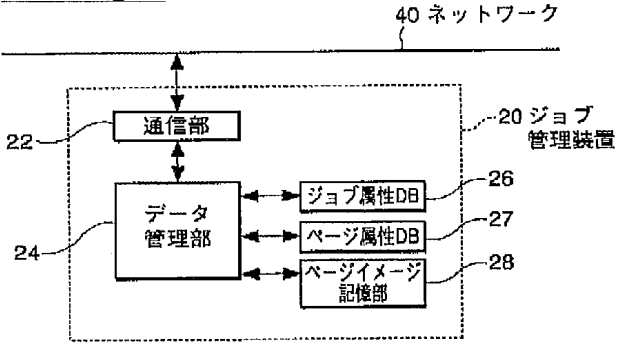 40 ネットワーク
22
通信部
20 ジョブ
管理装置
24
データ
管理部
ジョブ属性DB
26
ページ属性DB
27
ページイメージ
記憶部
28